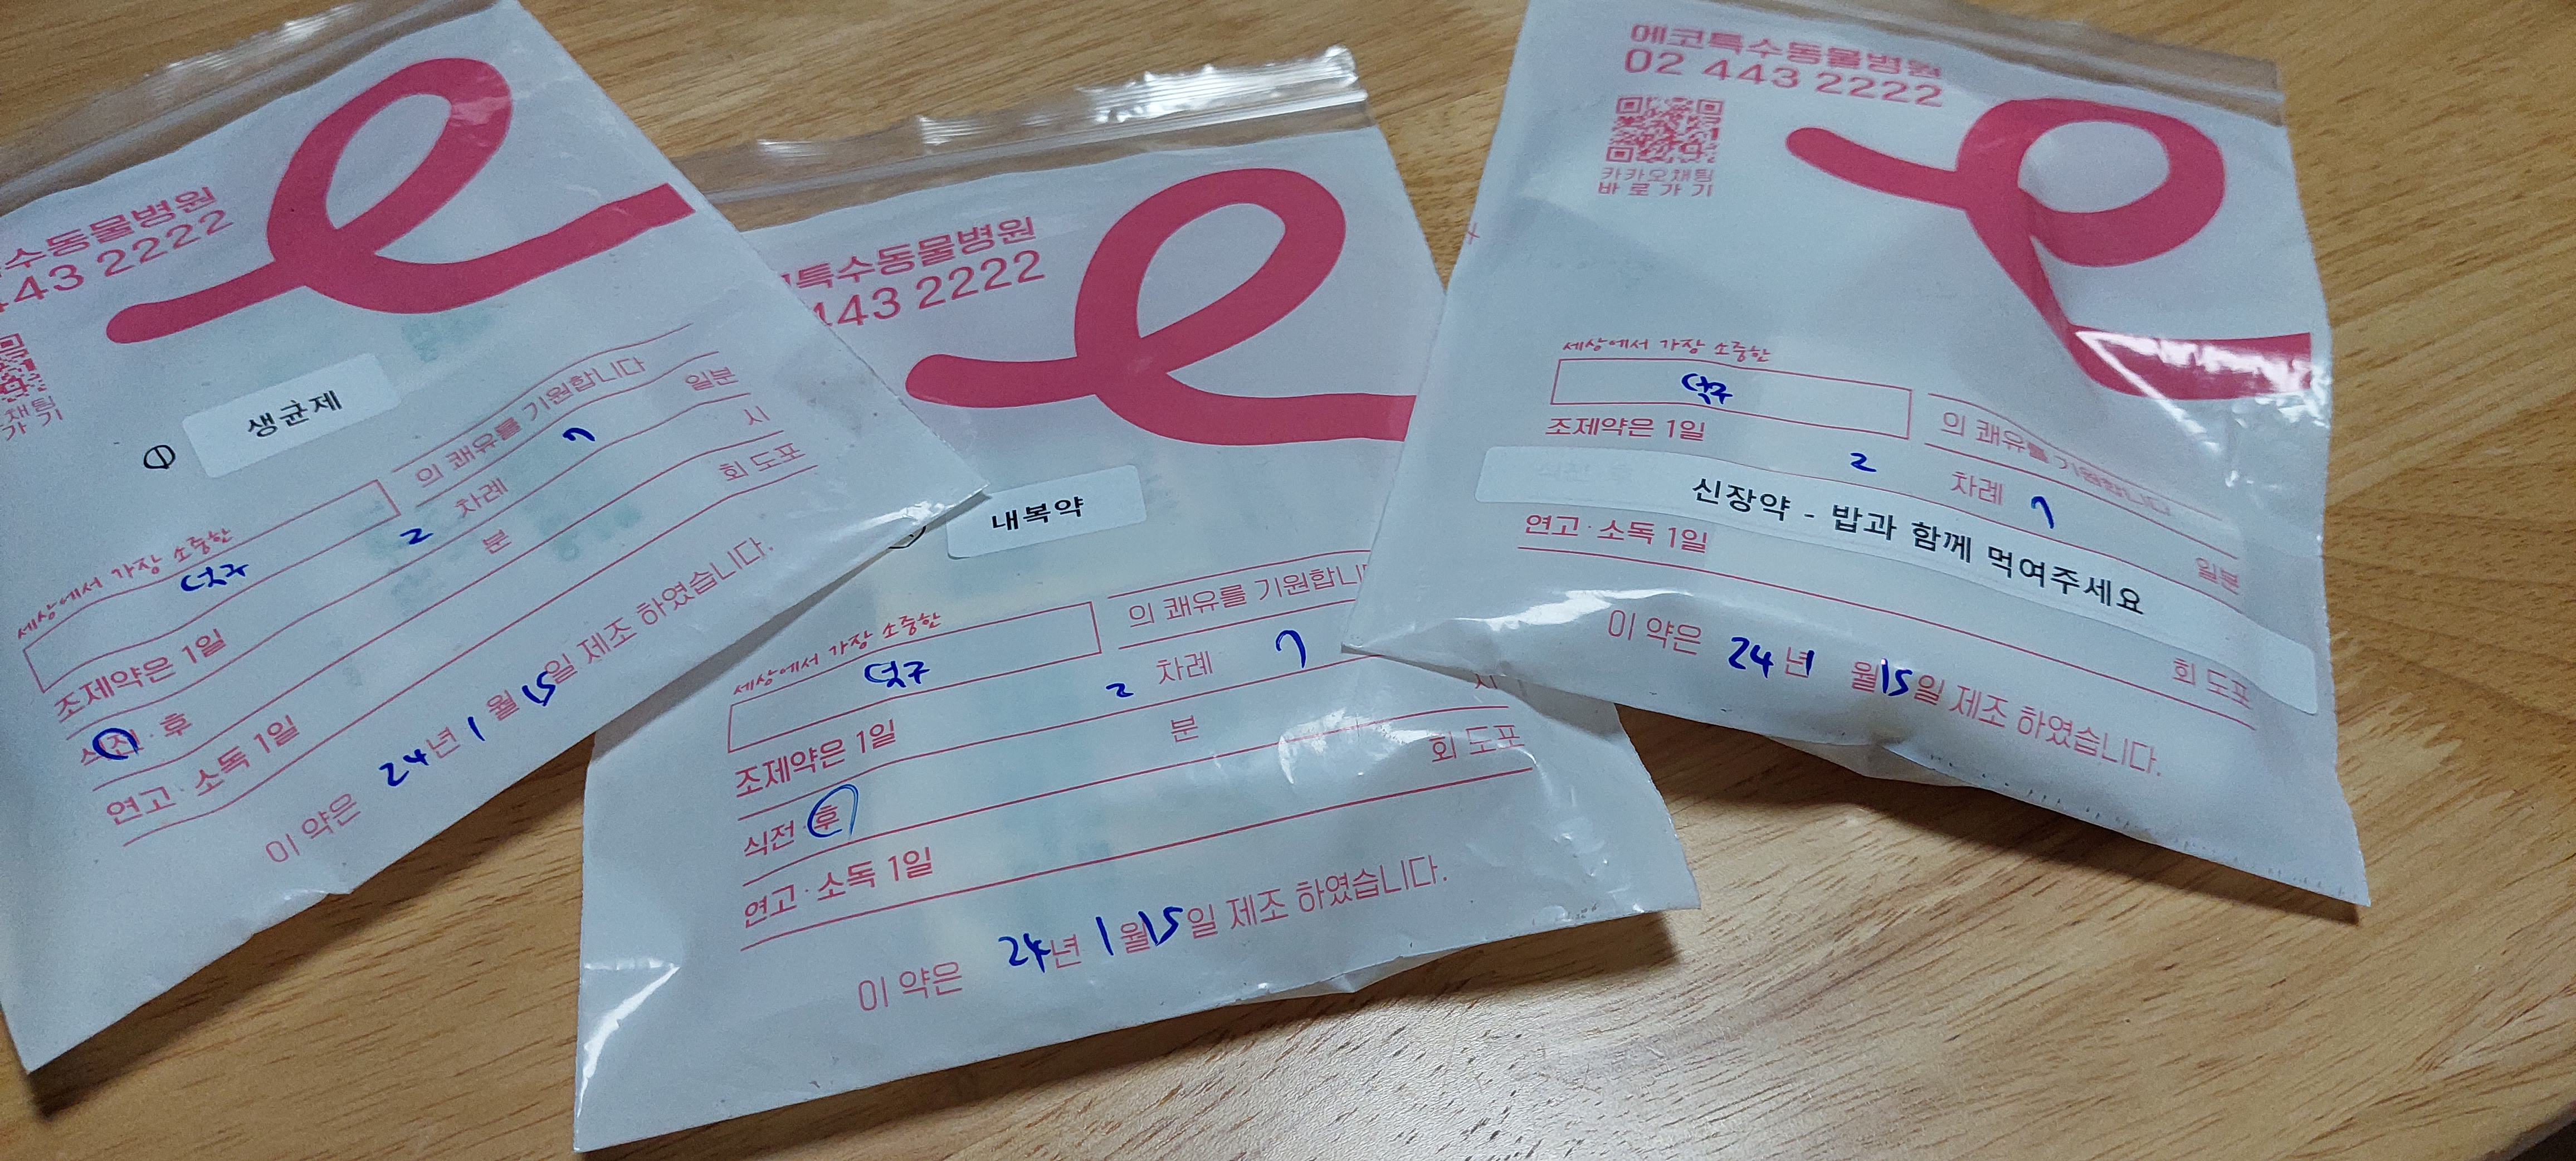 수동물병원
443 2222
채팅
가 기
① 생균제
세상에서 가장 소중한
덕구
의 쾌유를 기원합니다
조제약은 1일 2 차례 7 일분
식전 · 후 분 시
연고 · 소독 1일 회 도포
이 약은 24년 1월 15일 제조 하였습니다.
특수동물병원
443 2222
내복약
세상에서 가장 소중한
덕구
의 쾌유를 기원합니
조제약은 1일 2 차례 7
식전 · 후 분 시
연고 · 소독 1일 회 도포
이 약은 24년 1월 15일 제조 하였습니다.
에코특수동물병원
02 443 2222
카카오채팅
바 로 가 기
세상에서 가장 소중한
덕구
의 쾌유를 기원합니다
조제약은 1일 2 차례 7 일분
신장약 - 밥과 함께 먹여주세요
연고 · 소독 1일 회 도포
이 약은 24년 월 15일 제조 하였습니다.